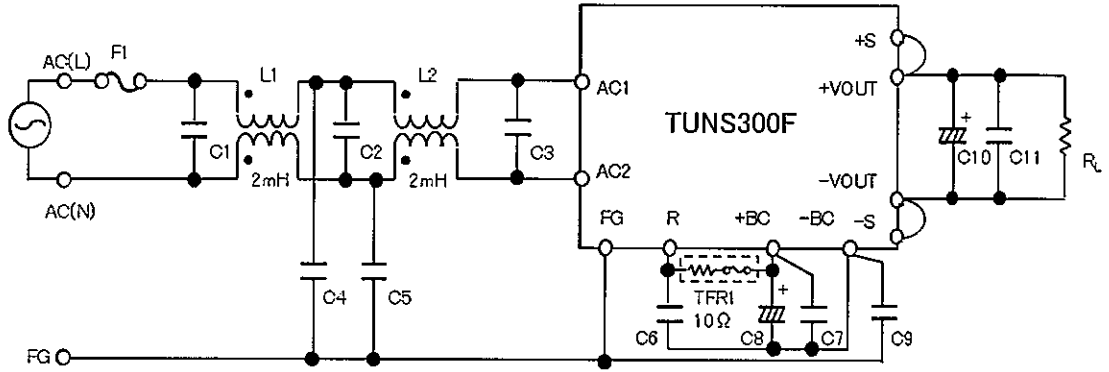 AC(L)
F1
L1
L2
+S
+VOUT
AC1
TUNS300F
C1
C2
C3
+
C10
C11
RL
2mH
2mH
AC2
-VOUT
AC(N)
FG
R
+BC
-BC
-S
C4
C5
TFR1
10Ω
+
C6
C8
C7
C9
FG